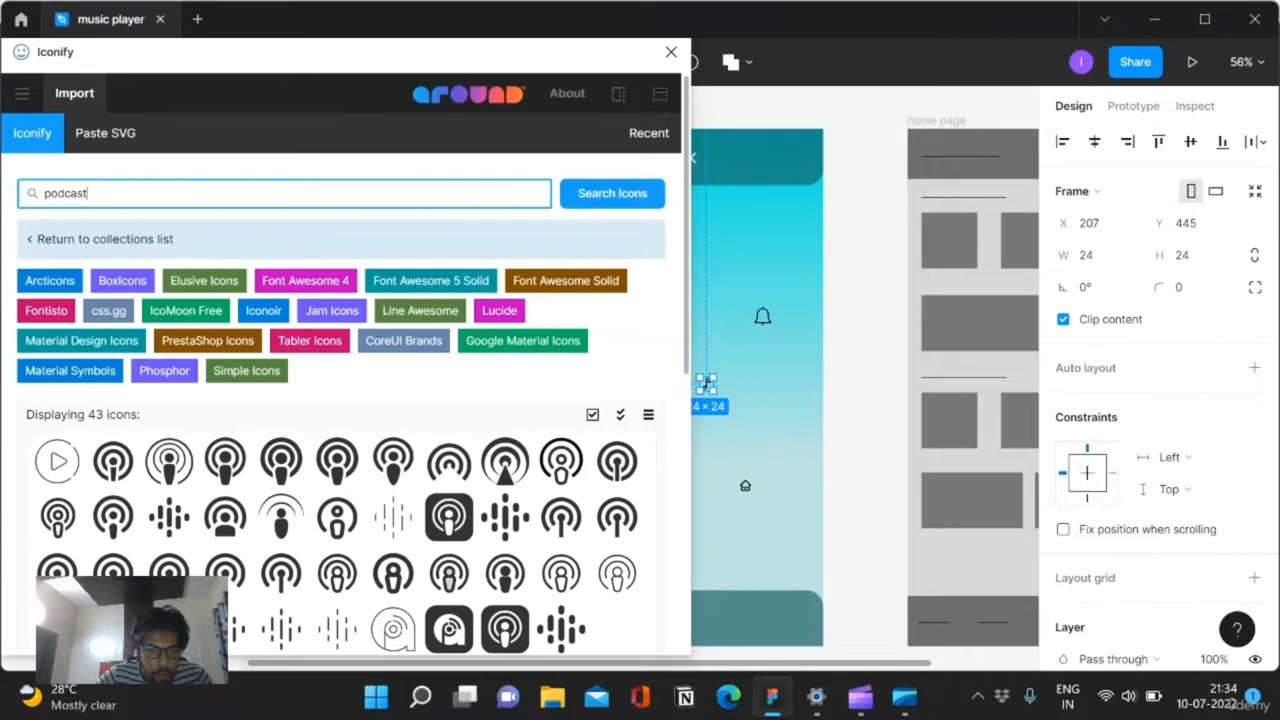 music player
Iconify
Share
56%
Import
around
About
Iconify
Paste SVG
Recent
podcast
Search Icons
Return to collections list
Arcticons
BoxIcons
Elusive Icons
Font Awesome 4
Font Awesome 5 Solid
Font Awesome Solid
Fontisto
css.gg
IcoMoon Free
Iconoir
Jam Icons
Line Awesome
Lucide
Material Design Icons
PrestaShop Icons
Tabler Icons
CoreUI Brands
Google Material Icons
Material Symbols
Phosphor
Simple Icons
Displaying 43 icons:
4 × 24
home page
Design
Prototype
Inspect
Frame
X 207
Y 445
W 24
H 24
0°
0
Clip content
Auto layout
Constraints
Left
Top
Fix position when scrolling
Layout grid
Layer
Pass through
100%
?
28°C
Mostly clear
ENG
IN
21:34
10-07-2022
1
Udemy